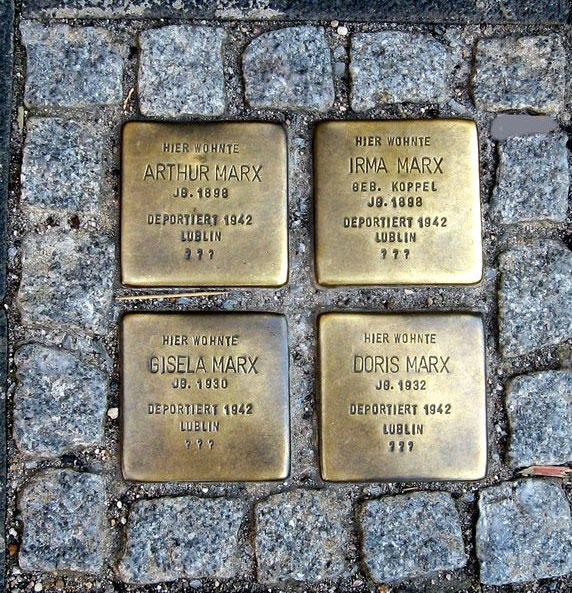 HIER WOHNTE
ARTHUR MARX
JG. 1898
DEPORTIERT 1942
LUBLIN
? ? ?
HIER WOHNTE
IRMA MARX
GEB. KOPPEL
JG. 1898
DEPORTIERT 1942
LUBLIN
? ? ?
HIER WOHNTE
GISELA MARX
JG. 1930
DEPORTIERT 1942
LUBLIN
? ? ?
HIER WOHNTE
DORIS MARX
JG. 1932
DEPORTIERT 1942
LUBLIN
???